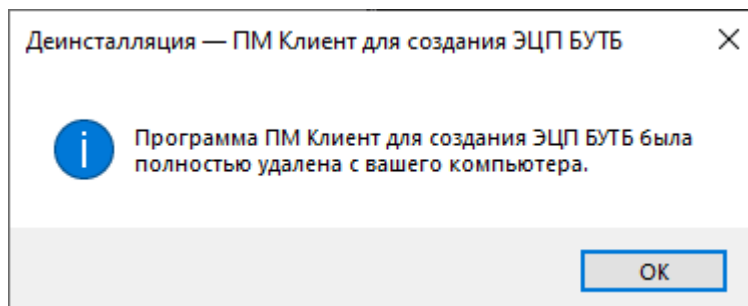 Деинсталляция — ПМ Клиент для создания ЭЦП БУТБ
Программа ПМ Клиент для создания ЭЦП БУТБ была
полностью удалена с вашего компьютера.
ОК